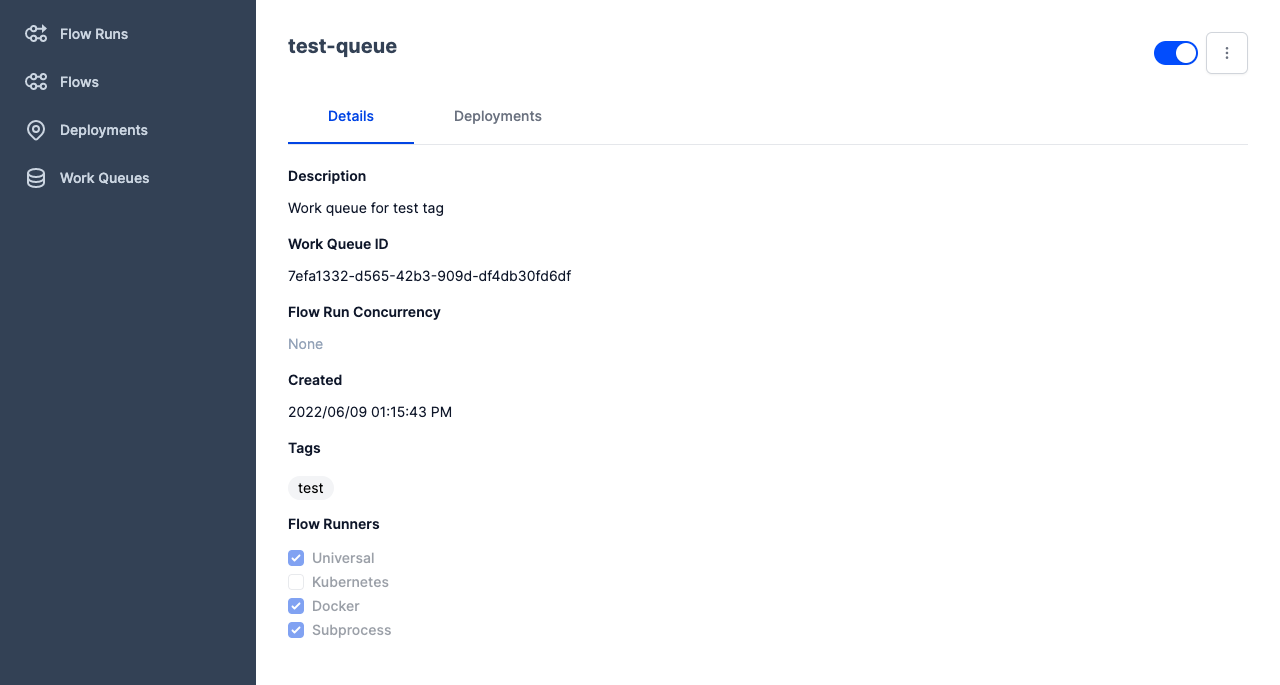 Flow Runs
Flows
Deployments
Work Queues
test-queue
Details
Deployments
Description
Work queue for test tag
Work Queue ID
7efa1332-d565-42b3-909d-df4db30fd6df
Flow Run Concurrency
None
Created
2022/06/09 01:15:43 PM
Tags
test
Flow Runners
Universal
Kubernetes
Docker
Subprocess